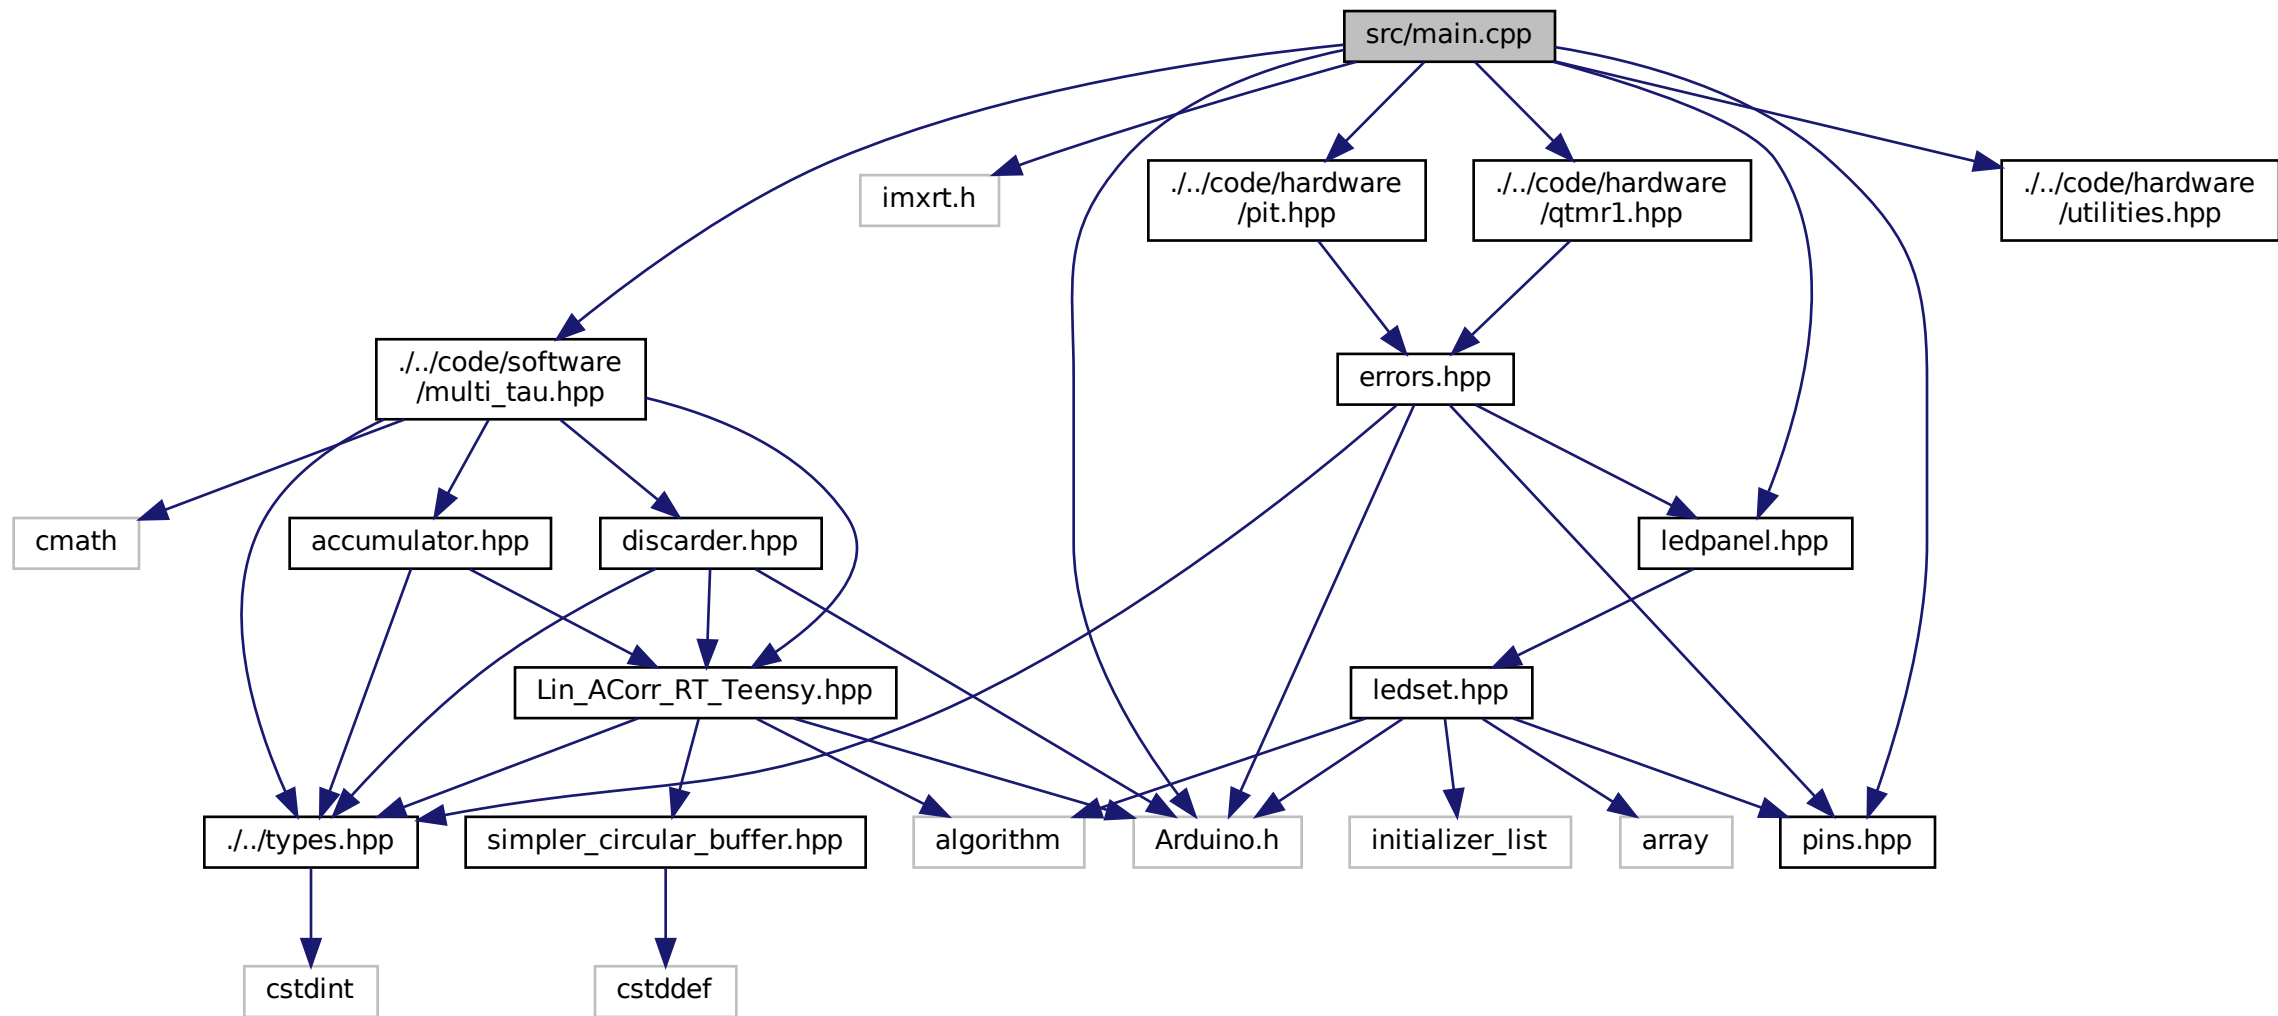 src/main.cpp
imxrt.h
./../code/hardware
/pit.hpp
./../code/hardware
/qtmr1.hpp
./../code/hardware
/utilities.hpp
./../code/software
/multi_tau.hpp
errors.hpp
cmath
accumulator.hpp
discarder.hpp
ledpanel.hpp
Lin_ACorr_RT_Teensy.hpp
ledset.hpp
./../types.hpp
simpler_circular_buffer.hpp
algorithm
Arduino.h
initializer_list
array
pins.hpp
cstdint
cstddef